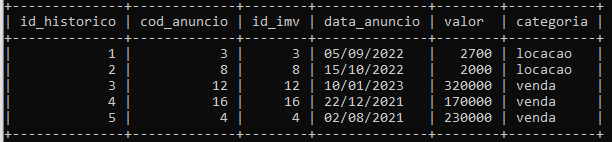 +--------------+-------------+--------+--------------+--------+-----------+
| id_historico | cod_anuncio | id_imv | data_anuncio | valor  | categoria |
+--------------+-------------+--------+--------------+--------+-----------+
|            1 |           3 |      3 | 05/09/2022   |   2700 | locacao   |
|            2 |           8 |      8 | 15/10/2022   |   2000 | locacao   |
|            3 |          12 |     12 | 10/01/2023   | 320000 | venda     |
|            4 |          16 |     16 | 22/12/2021   | 170000 | venda     |
|            5 |           4 |      4 | 02/08/2021   | 230000 | venda     |
+--------------+-------------+--------+--------------+--------+-----------+